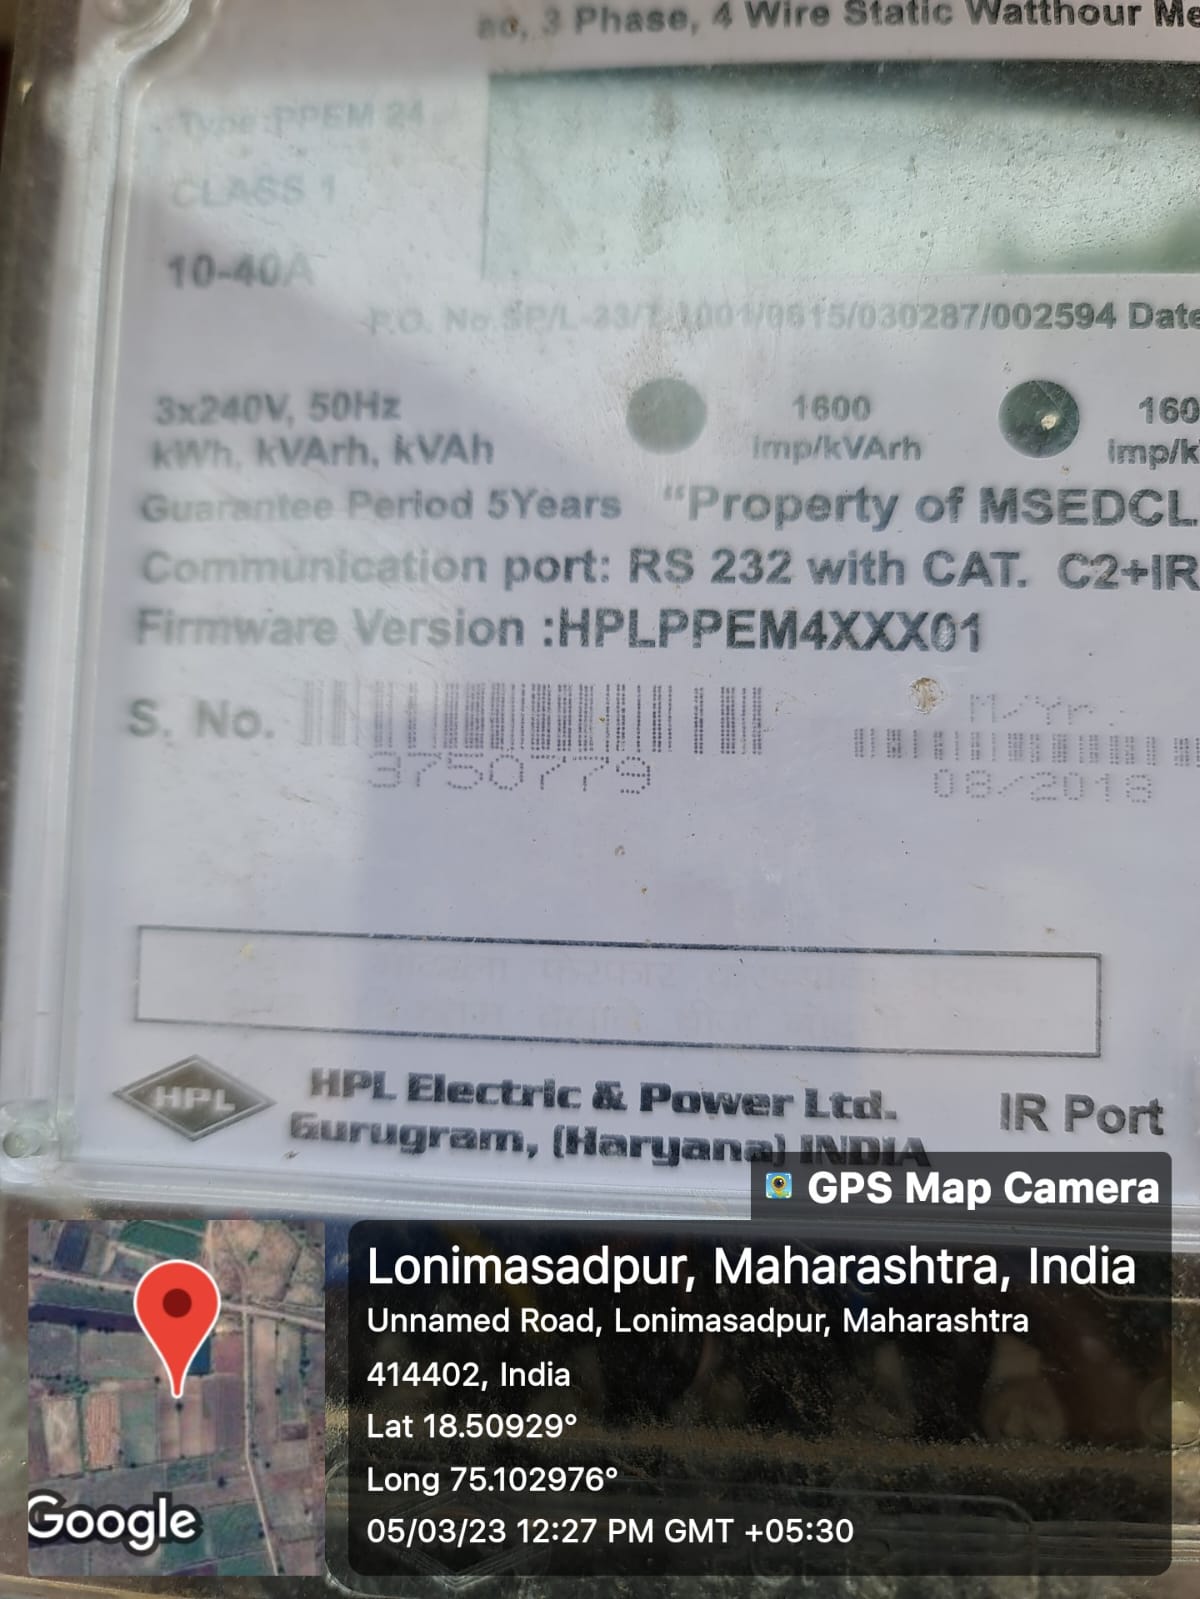 3 Phase, 4 Wire Static Watthour Me
Type:PPEM 24
CLASS 1
10-40A
P.O. No.SP/L-33/T-1001/0615/030287/002594 Date
3x240V, 50Hz
kWh, kVArh, kVAh
1600
imp/kVArh
160
imp/k
Guarantee Period 5Years "Property of MSEDCL
Communication port: RS 232 with CAT. C2+IR
Firmware Version :HPLPPEM4XXX01
S. No.
3750779
M/Yr.
08/2018
HPL
HPL Electric & Power Ltd.
Gurugram, (Haryana) INDIA
IR Port
GPS Map Camera
Lonimasadpur, Maharashtra, India
Unnamed Road, Lonimasadpur, Maharashtra
414402, India
Lat 18.50929°
Long 75.102976°
05/03/23 12:27 PM GMT +05:30
Google